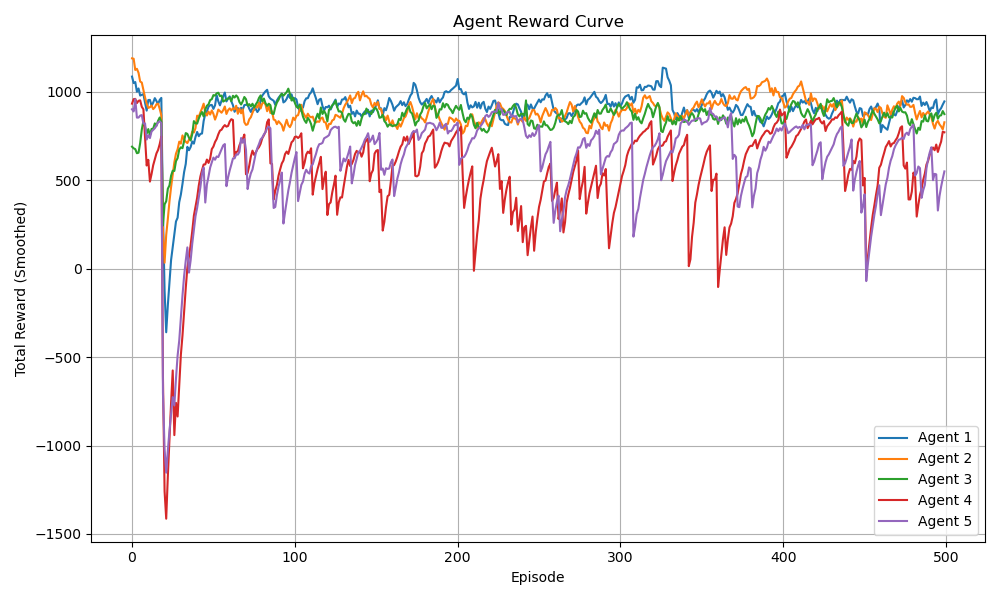 Agent Reward Curve
Total Reward (Smoothed)
1000
500
0
−500
−1000
−1500
0
100
200
300
400
500
Episode
Agent 1
Agent 2
Agent 3
Agent 4
Agent 5